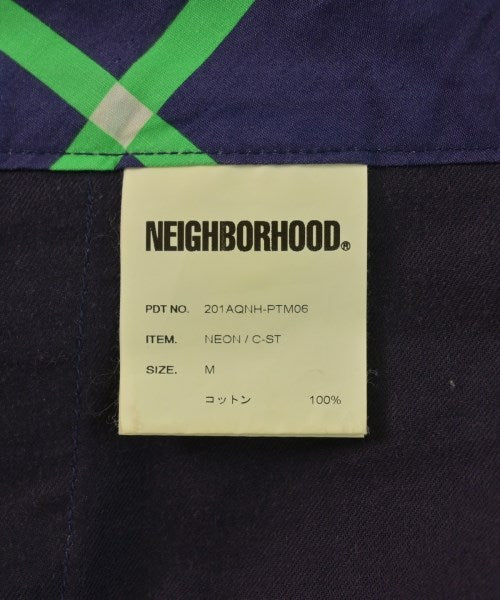 NEIGHBORHOOD®
PDT NO. 201AQNH-PTM06
ITEM. NEON / C-ST
SIZE. M
コットン 100%